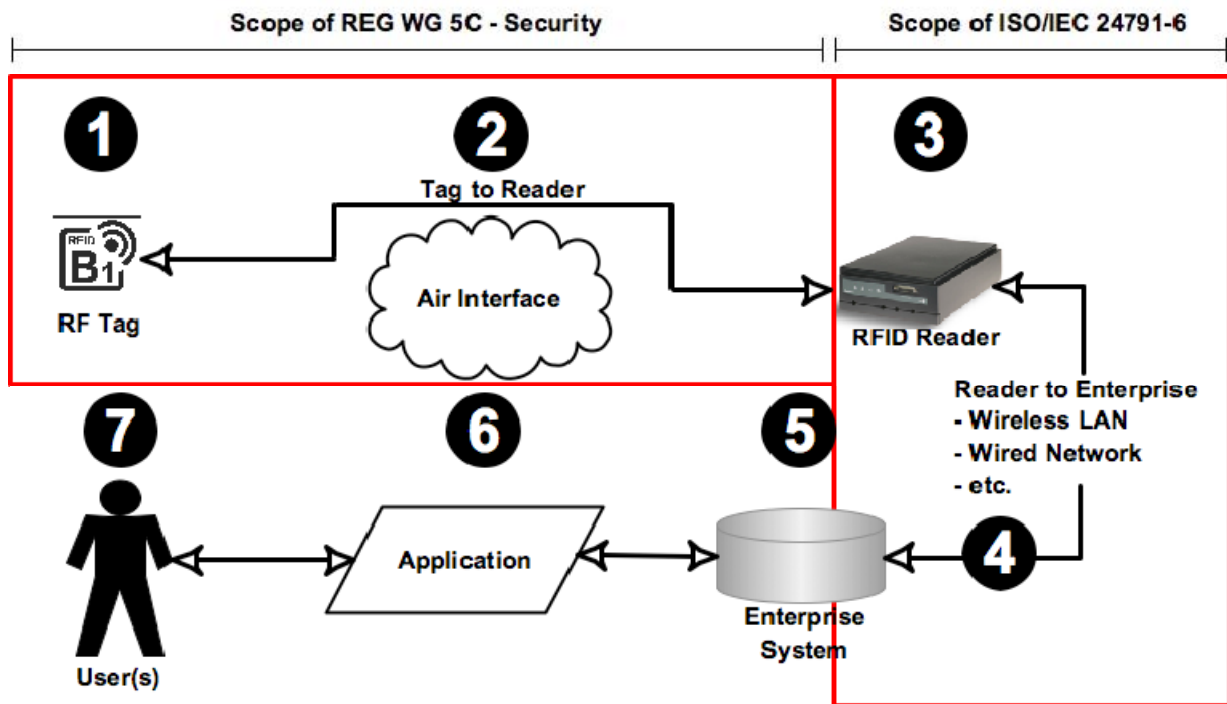 Scope of REG WG 5C - Security
Scope of ISO/IEC 24791-6
1
2
3
Tag to Reader
RFID
B1
Air Interface
RF Tag
RFID Reader
7
6
5
Reader to Enterprise
- Wireless LAN
- Wired Network
- etc.
Application
4
Enterprise
System
User(s)